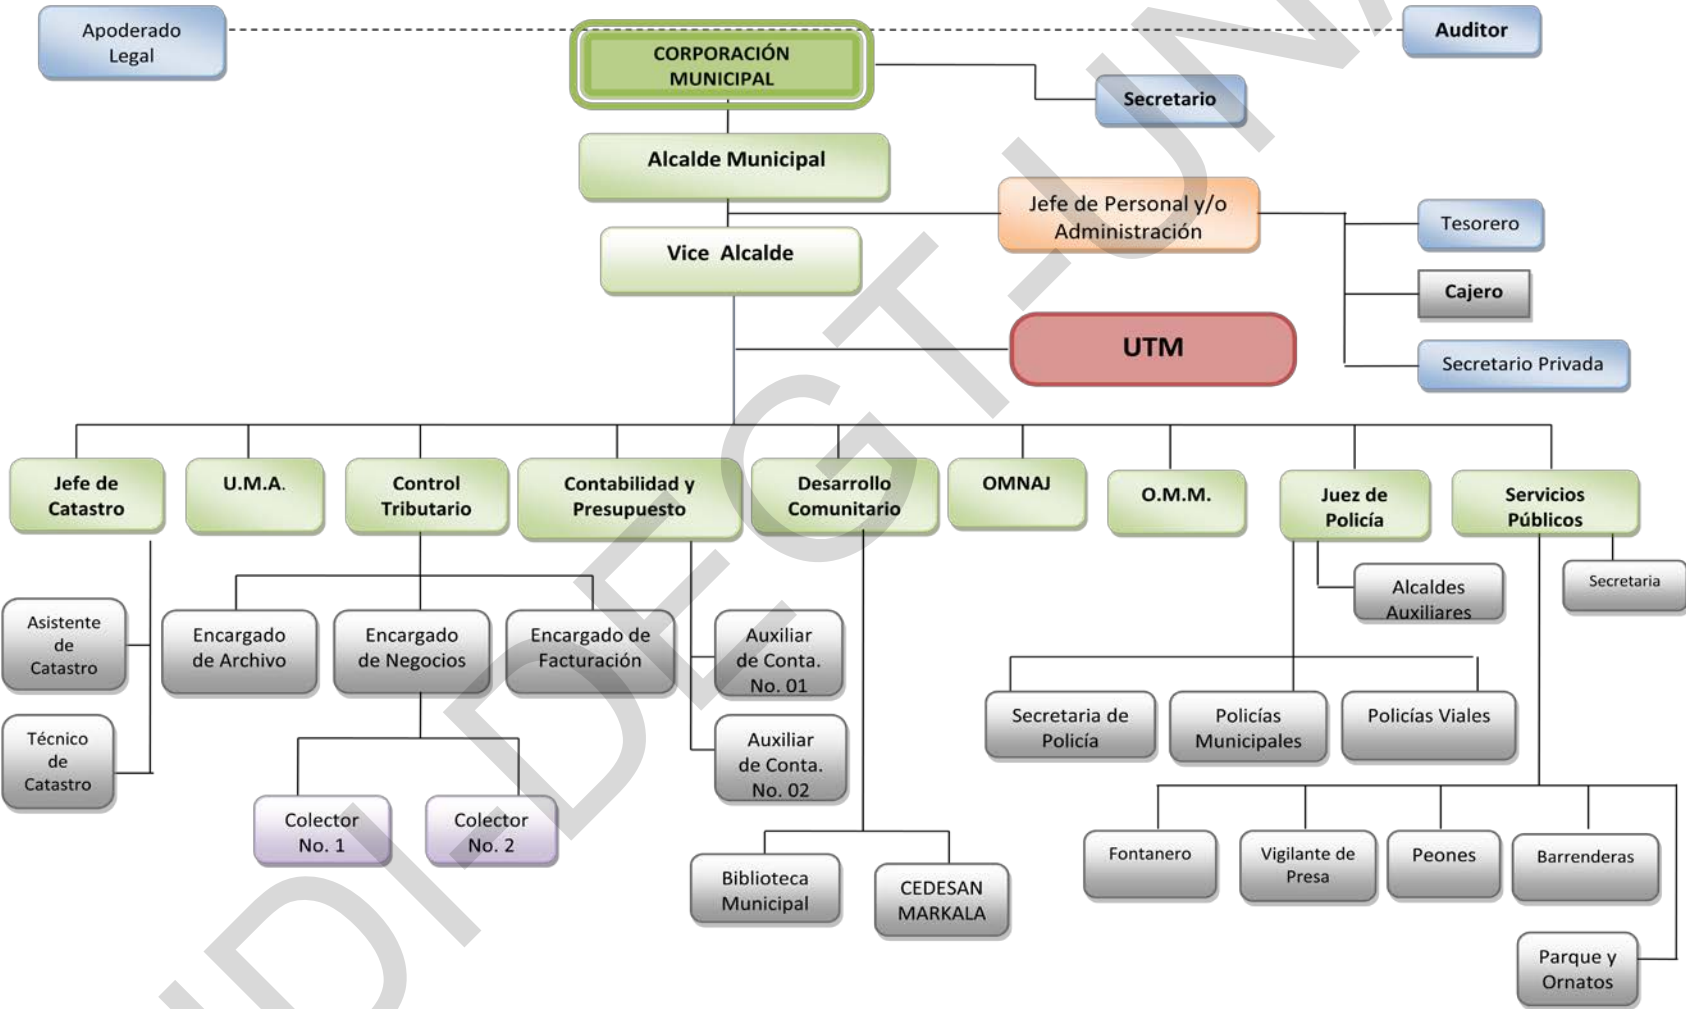 Apoderado
Legal
Auditor
CORPORACIÓN
MUNICIPAL
Secretario
Alcalde Municipal
Jefe de Personal y/o
Administración
Tesorero
Vice Alcalde
Cajero
UTM
Secretario Privada
Jefe de
Catastro
U.M.A.
Control
Tributario
Contabilidad y
Presupuesto
Desarrollo
Comunitario
OMNAJ
O.M.M.
Juez de
Policía
Servicios
Públicos
Alcaldes
Auxiliares
Secretaria
Asistente
de
Catastro
Encargado
de Archivo
Encargado
de Negocios
Encargado de
Facturación
Auxiliar
de Conta.
No. 01
Secretaria de
Policía
Policías
Municipales
Policías Viales
Técnico
de
Catastro
Auxiliar
de Conta.
No. 02
Colector
No. 1
Colector
No. 2
Fontanero
Vigilante de
Presa
Peones
Barrenderas
Biblioteca
Municipal
CEDESAN
MARKALA
Parque y
Ornatos